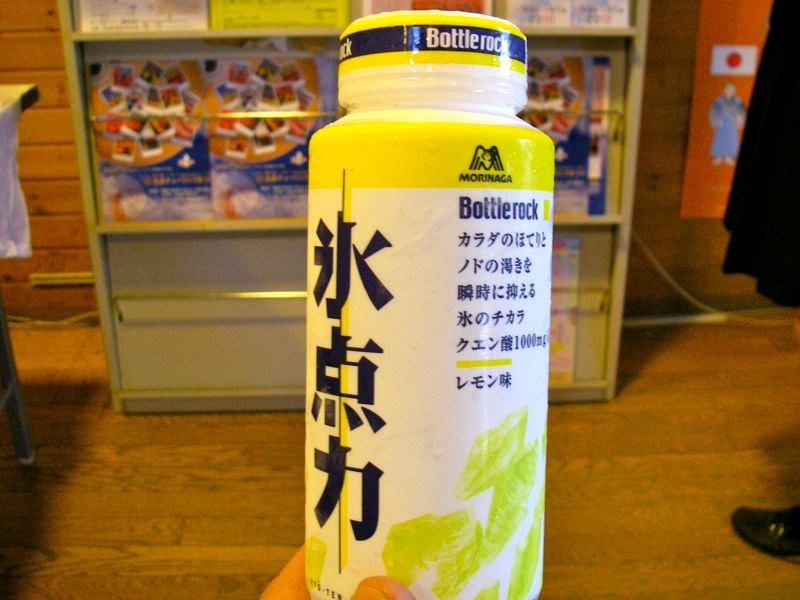 Bottlerock
MORINAGA
Bottlerock
カラダのほてりと
ノドの渇きを
瞬時に抑える
氷のチカラ
クエン酸1000mg
レモン味
氷点力
HYŌ-TEN